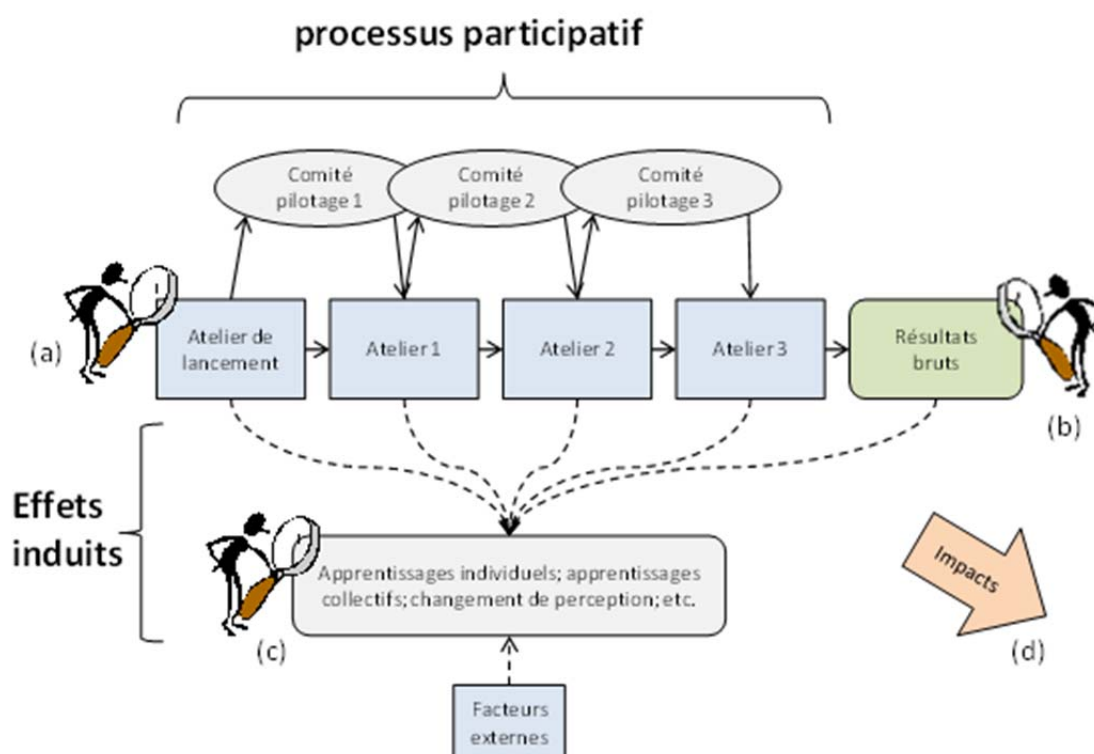 processus participatif
Comité
pilotage 1
Comité
pilotage 2
Comité
pilotage 3
(a)
Atelier de
lancement
Atelier 1
Atelier 2
Atelier 3
Résultats
bruts
(b)
Effets
induits
Apprentissages individuels; apprentissages
collectifs; changement de perception; etc.
(c)
Impacts
(d)
Facteurs
externes